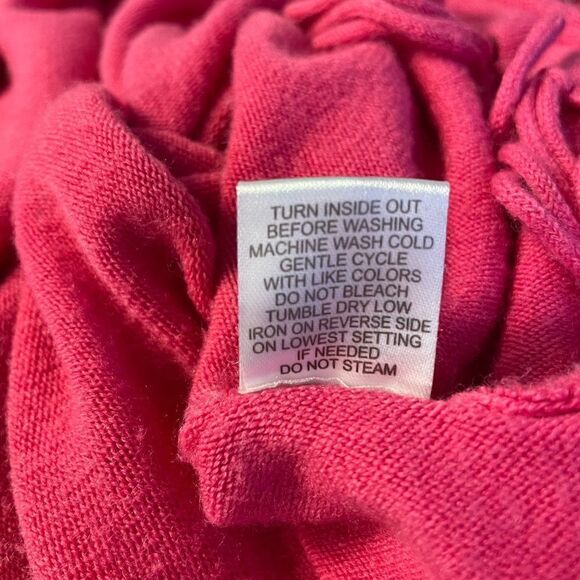 TURN INSIDE OUT
BEFORE WASHING
MACHINE WASH COLD
GENTLE CYCLE
WITH LIKE COLORS
DO NOT BLEACH
TUMBLE DRY LOW
IRON ON REVERSE SIDE
ON LOWEST SETTING
IF NEEDED
DO NOT STEAM